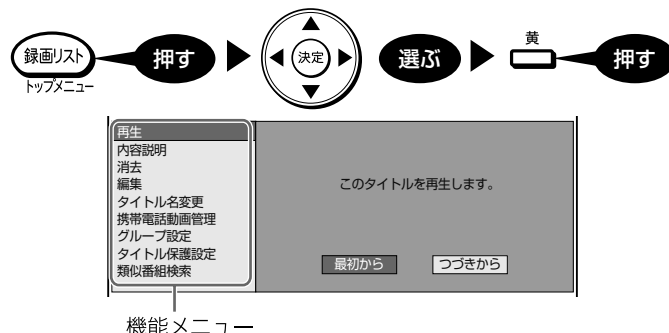 録画リスト
トップメニュー
押す
決定
選ぶ
黄
押す
再生
内容説明
消去
編集
タイトル名変更
携帯電話動画管理
グループ設定
タイトル保護設定
類似番組検索
このタイトルを再生します。
最初から
つづきから
機能メニュー